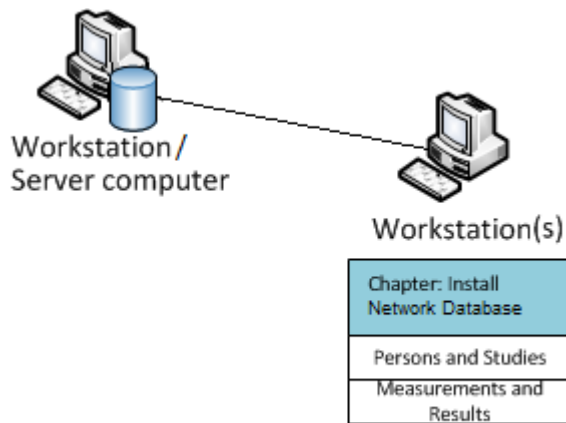 Workstation/
Server computer
Workstation(s)
Chapter: Install
Network Database
Persons and Studies
Measurements and
Results